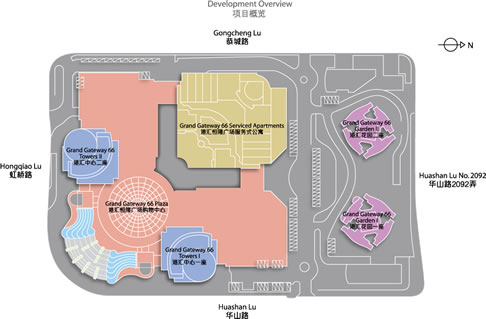 Development Overview
项目概览
Gongcheng Lu
恭城路
N
Grand Gateway 66 Serviced Apartments
港汇恒隆广场服务式公寓
Grand Gateway 66
Garden II
港汇花园二座
Grand Gateway 66
Towers II
港汇中心二座
Hongqiao Lu
虹桥路
Huashan Lu No.2092
华山路2092弄
Grand Gateway 66 Plaza
港汇恒隆广场购物中心
Grand Gateway 66
Garden I
港汇花园一座
Grand Gateway 66
Towers I
港汇中心一座
Huashan Lu
华山路